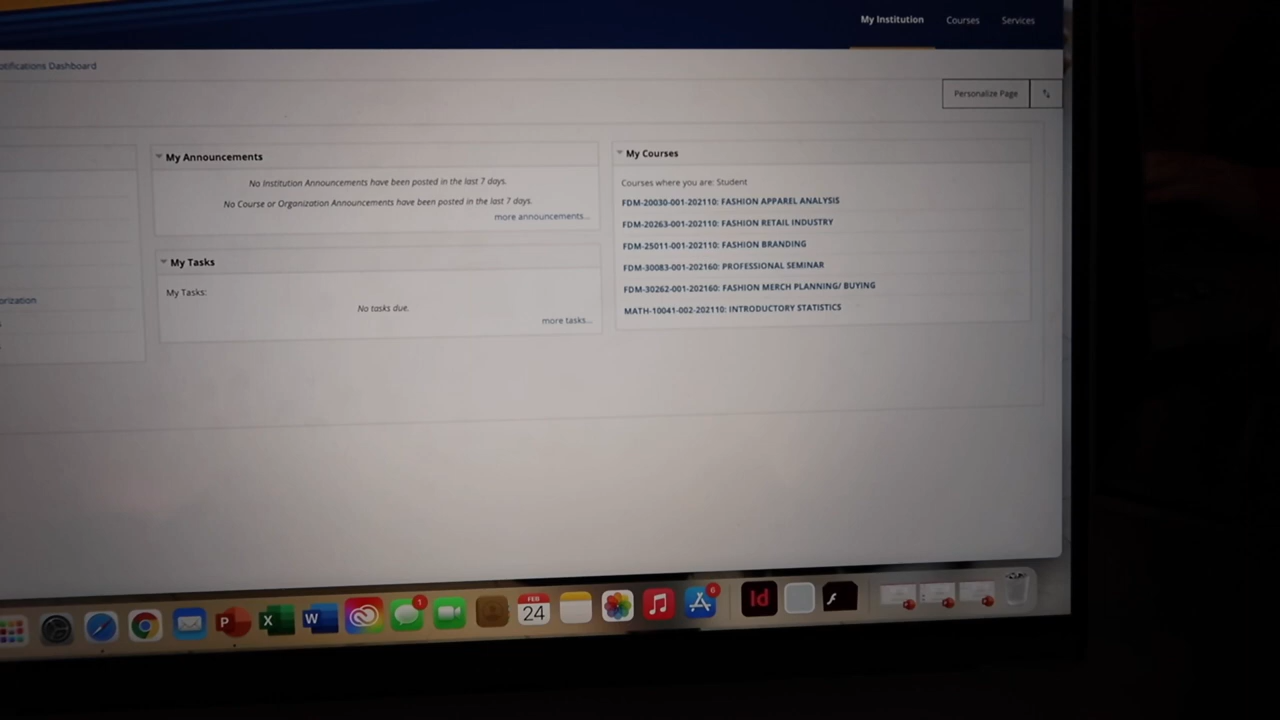 My Institution
Courses
Services
otifications Dashboard
Personalize Page
My Announcements
No Institution Announcements have been posted in the last 7 days.
No Course or Organization Announcements have been posted in the last 7 days.
more announcements...
My Tasks
My Tasks:
No tasks due.
more tasks...
My Courses
Courses where you are: Student
FDM-20030-001-202110: FASHION APPAREL ANALYSIS
FDM-20263-001-202110: FASHION RETAIL INDUSTRY
FDM-25011-001-202110: FASHION BRANDING
FDM-30083-001-202160: PROFESSIONAL SEMINAR
FDM-30262-001-202160: FASHION MERCH PLANNING/ BUYING
MATH-10041-002-202110: INTRODUCTORY STATISTICS
orization
P
X
W
1
FEB
24
6
Id